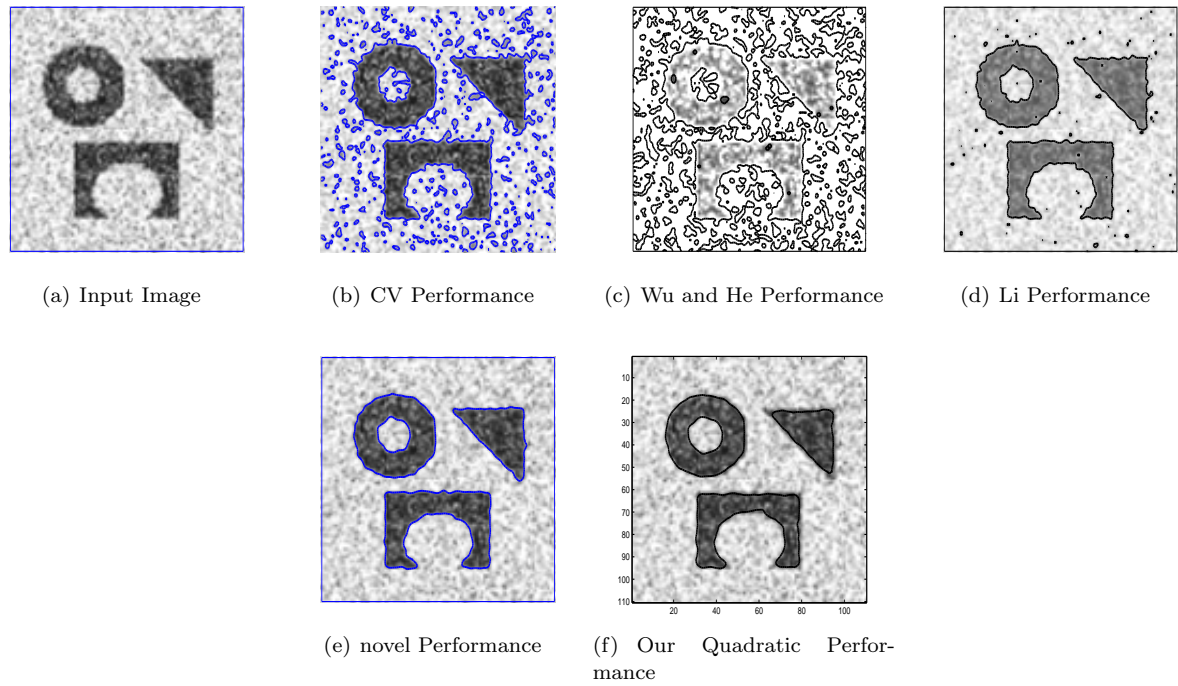 (a) Input Image
(b) CV Performance
(c) Wu and He Performance
(d) Li Performance
10
20
30
40
50
60
70
80
90
100
110
20
40
60
80
100
(e) novel Performance
(f) Our Quadratic Perfor-
mance